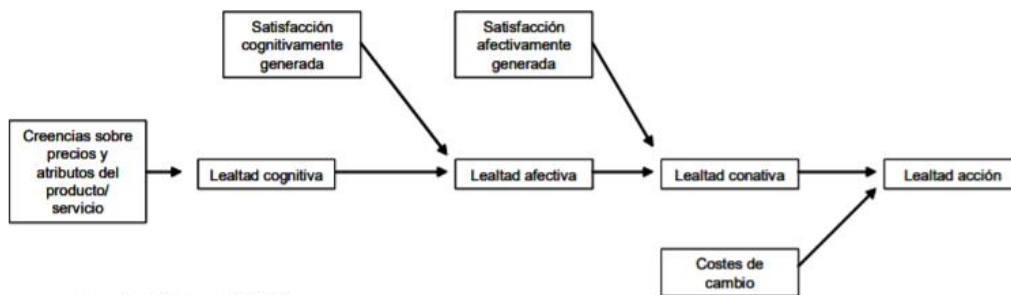 Satisfacción
cognitivamente
generada
Satisfacción
afectivamente
generada
Creencias sobre
precios y
atributos del
producto/
servicio
Lealtad cognitiva
Lealtad afectiva
Lealtad conativa
Lealtad acción
Costes de
cambio